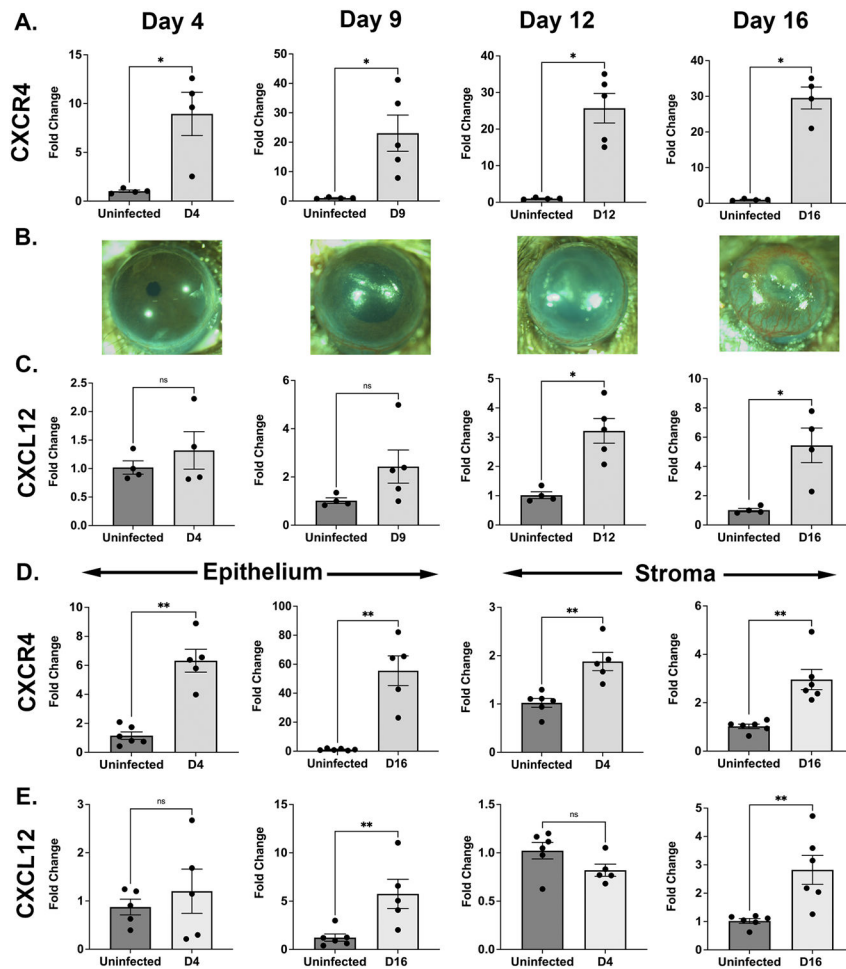 A. Day 4 Day 9 Day 12 Day 16
CXCR4
Fold Change
15
10
5
0
*
Uninfected D4
Fold Change
50
40
30
20
10
0
*
Uninfected D9
Fold Change
40
30
20
10
0
*
Uninfected D12
Fold Change
40
30
20
10
0
*
Uninfected D16
B.
C.
CXCL12
Fold Change
2.5
2.0
1.5
1.0
0.5
0.0
ns
Uninfected D4
Fold Change
6
4
2
0
ns
Uninfected D9
Fold Change
5
4
3
2
1
0
*
Uninfected D12
Fold Change
10
8
6
4
2
0
*
Uninfected D16
D. Epithelium Stroma
CXCR4
Fold Change
10
8
6
4
2
0
**
Uninfected D4
Fold Change
100
80
60
40
20
0
**
Uninfected D16
Fold Change
3
2
1
0
**
Uninfected D4
Fold Change
6
4
2
0
**
Uninfected D16
E.
CXCL12
Fold Change
3
2
1
0
ns
Uninfected D4
Fold Change
15
10
5
0
**
Uninfected D16
Fold Change
1.5
1.0
0.5
0.0
ns
Uninfected D4
Fold Change
5
4
3
2
1
0
**
Uninfected D16